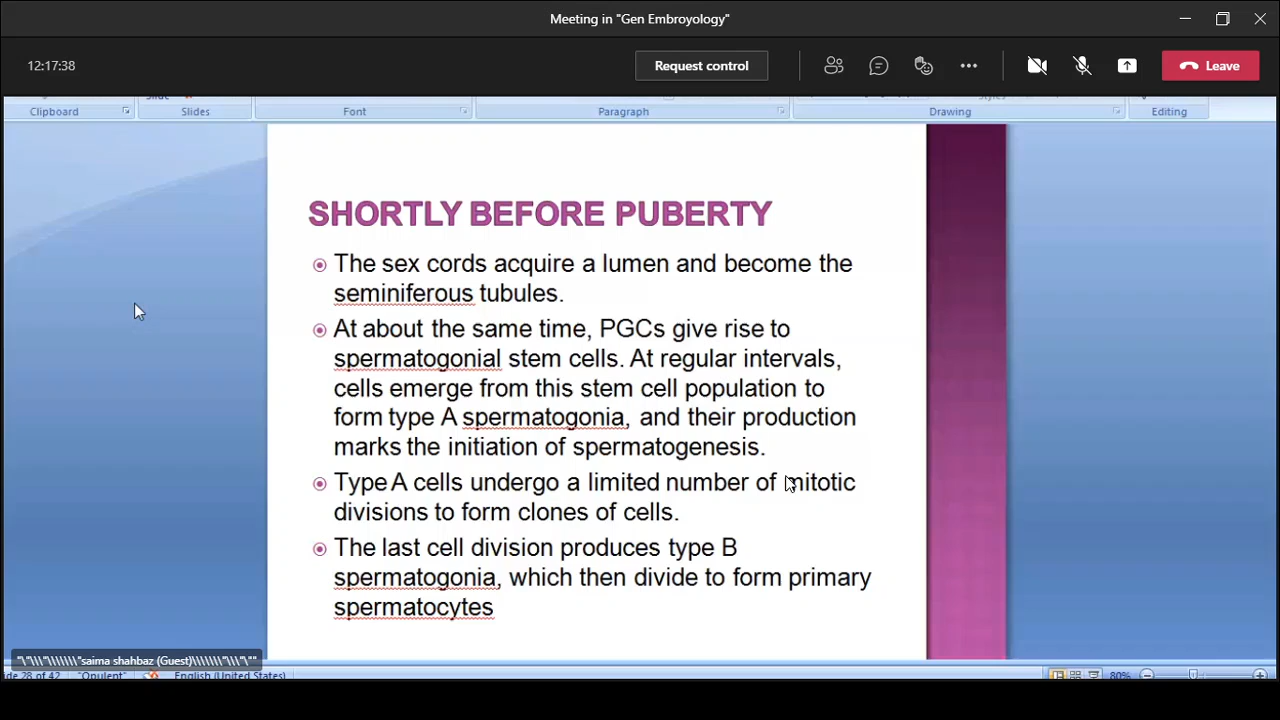 Meeting in "Gen Embroyology"
12:17:38
Request control
Leave
Clipboard
Slides
Font
Paragraph
Drawing
Editing
SHORTLY BEFORE PUBERTY
The sex cords acquire a lumen and become the
seminiferous tubules.
At about the same time, PGCs give rise to
spermatogonial stem cells. At regular intervals,
cells emerge from this stem cell population to
form type A spermatogonia, and their production
marks the initiation of spermatogenesis.
Type A cells undergo a limited number of mitotic
divisions to form clones of cells.
The last cell division produces type B
spermatogonia, which then divide to form primary
spermatocytes
"\"\\\"\\\\\\\"saima shahbaz (Guest)\\\\\\\"\\\"\""
28 of 42
"Opulent"
English (United States)
80%